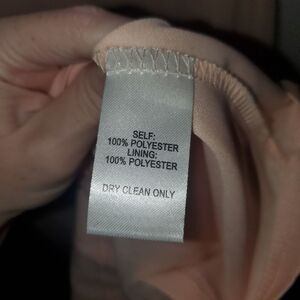 SELF:
100% POLYESTER
LINING:
100% POLYESTER
DRY CLEAN ONLY